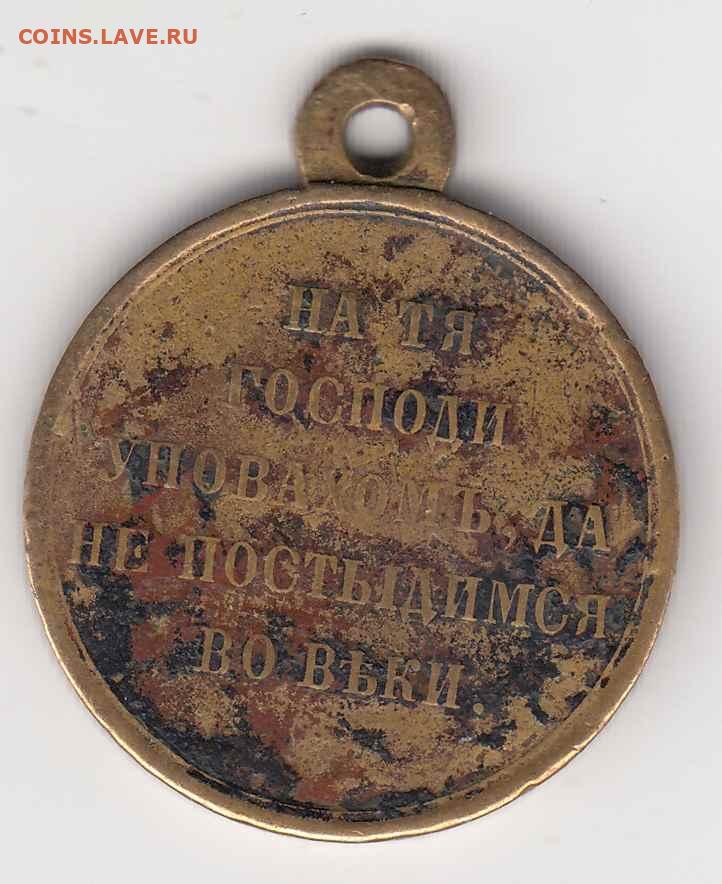 COINS.LAVE.RU
НА ТЯ
ГОСПОДИ
УПОВАХОМЪ, ДА
НЕ ПОСТЫДИМСЯ
ВО ВѢКИ.